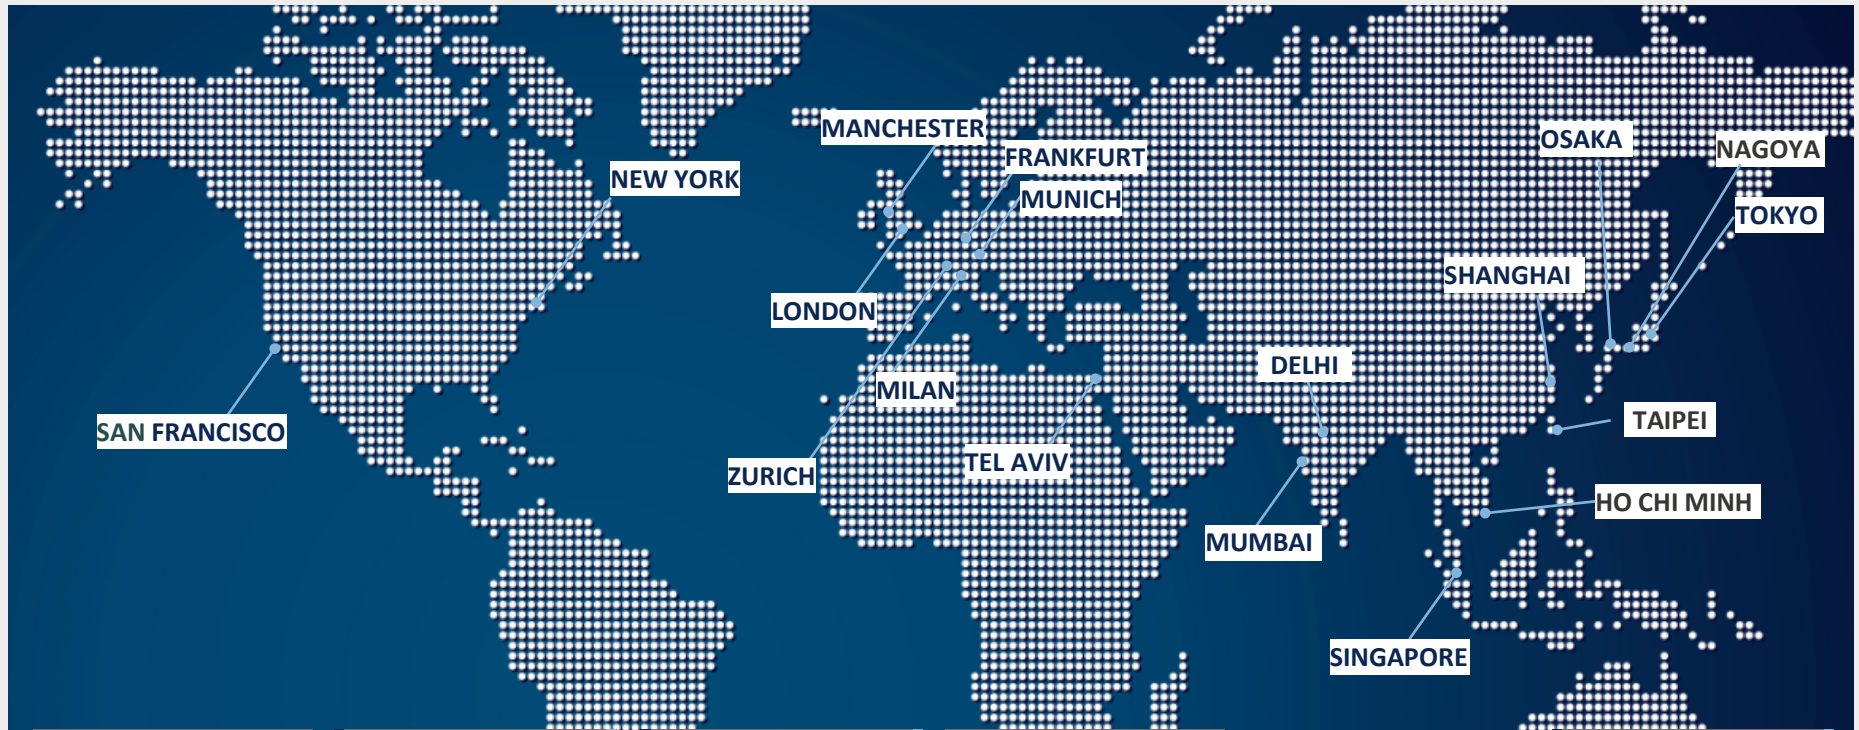 MANCHESTER
OSAKA
NAGOYA
FRANKFURT
NEW YORK
MUNICH
TOKYO
SHANGHAI
LONDON
DELHI
MILAN
TAIPEI
SAN FRANCISCO
TEL AVIV
ZURICH
HO CHI MINH
MUMBAI
SINGAPORE